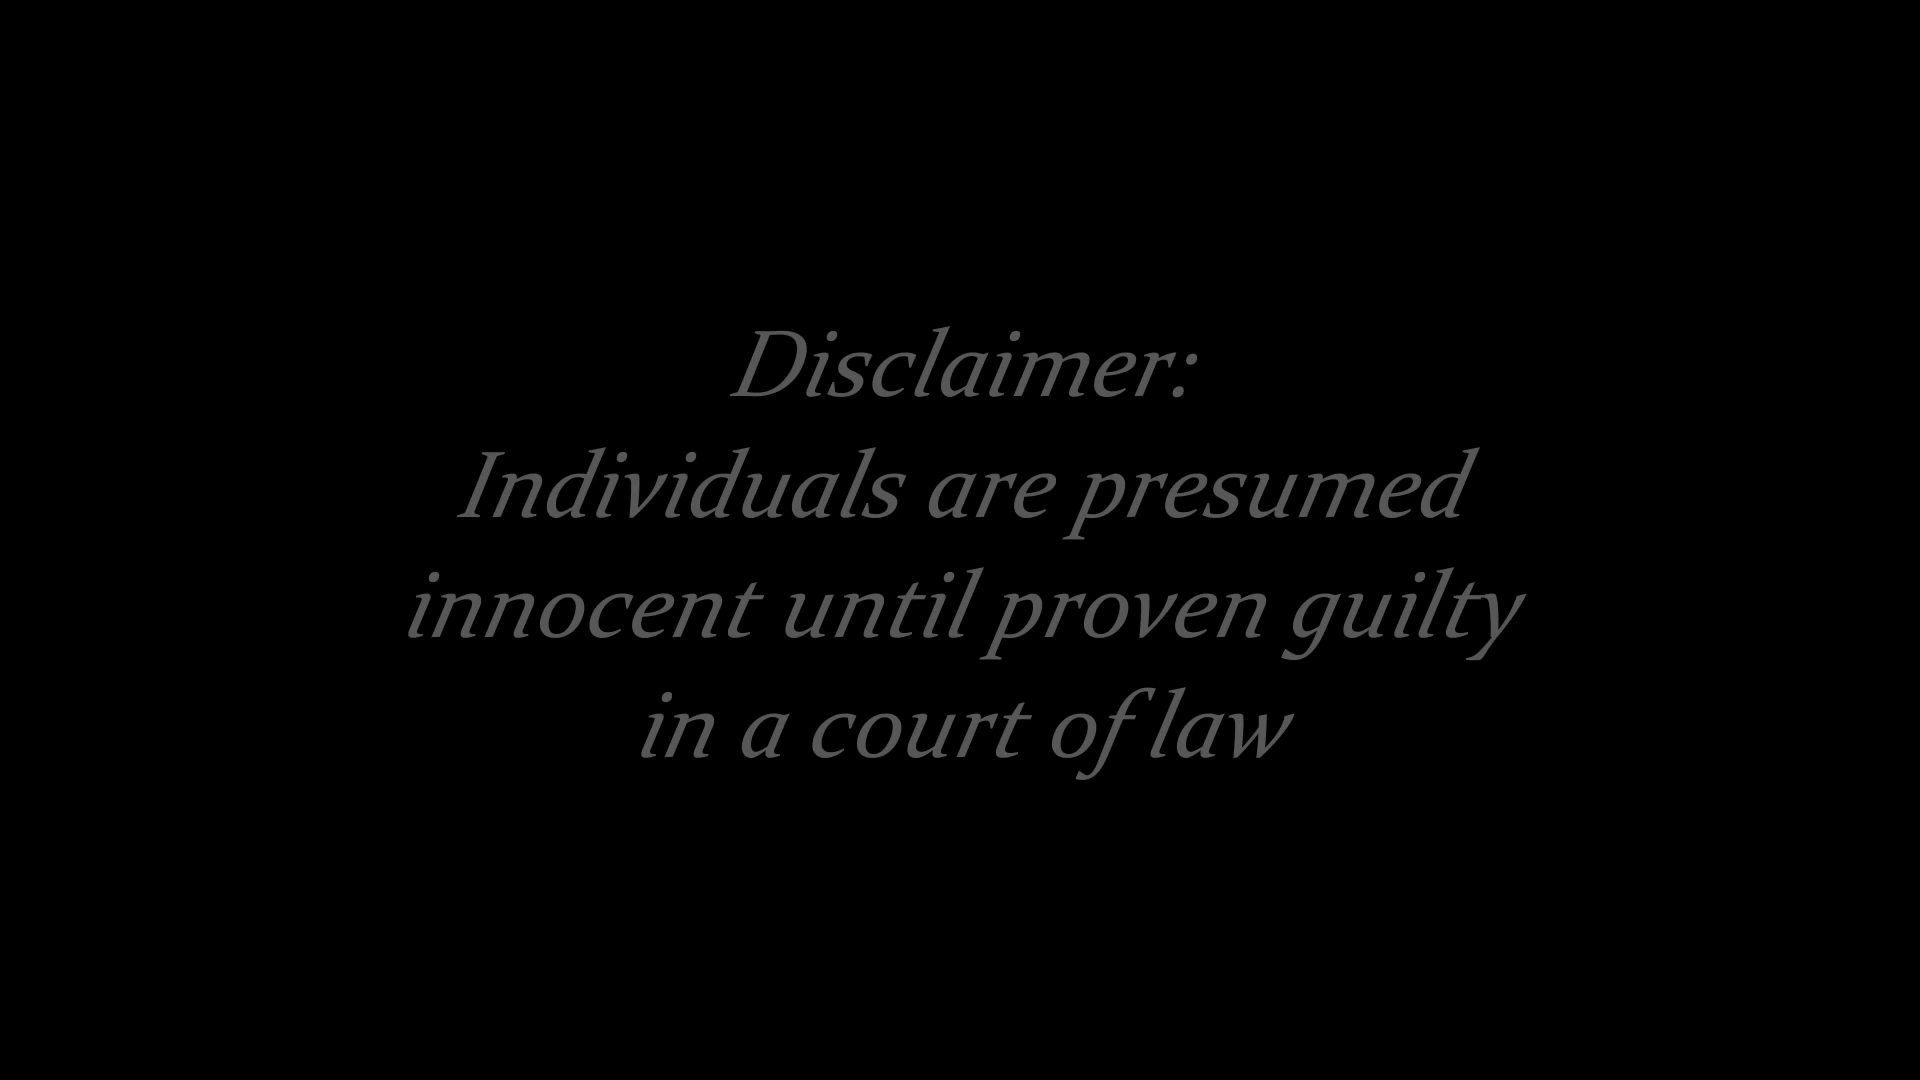 Disclaimer:
Individuals are presumed
innocent until proven guilty
in a court of law